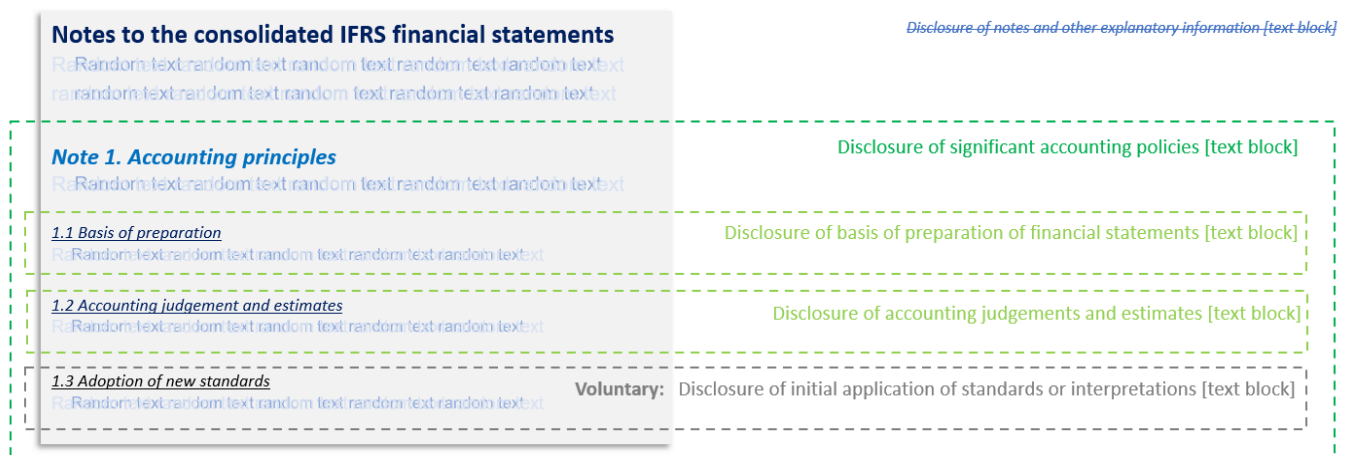 Notes to the consolidated IFRS financial statements
Disclosure of notes and other explanatory information [text block]
Random text random text random text random text random text
random text random text random text random text random text
Note 1. Accounting principles
Disclosure of significant accounting policies [text block]
Random text random text random text random text random text
1.1 Basis of preparation
Disclosure of basis of preparation of financial statements [text block]
Random text random text random text random text random text
1.2 Accounting judgement and estimates
Disclosure of accounting judgements and estimates [text block]
Random text random text random text random text random text
1.3 Adoption of new standards
Voluntary: Disclosure of initial application of standards or interpretations [text block]
Random text random text random text random text random text